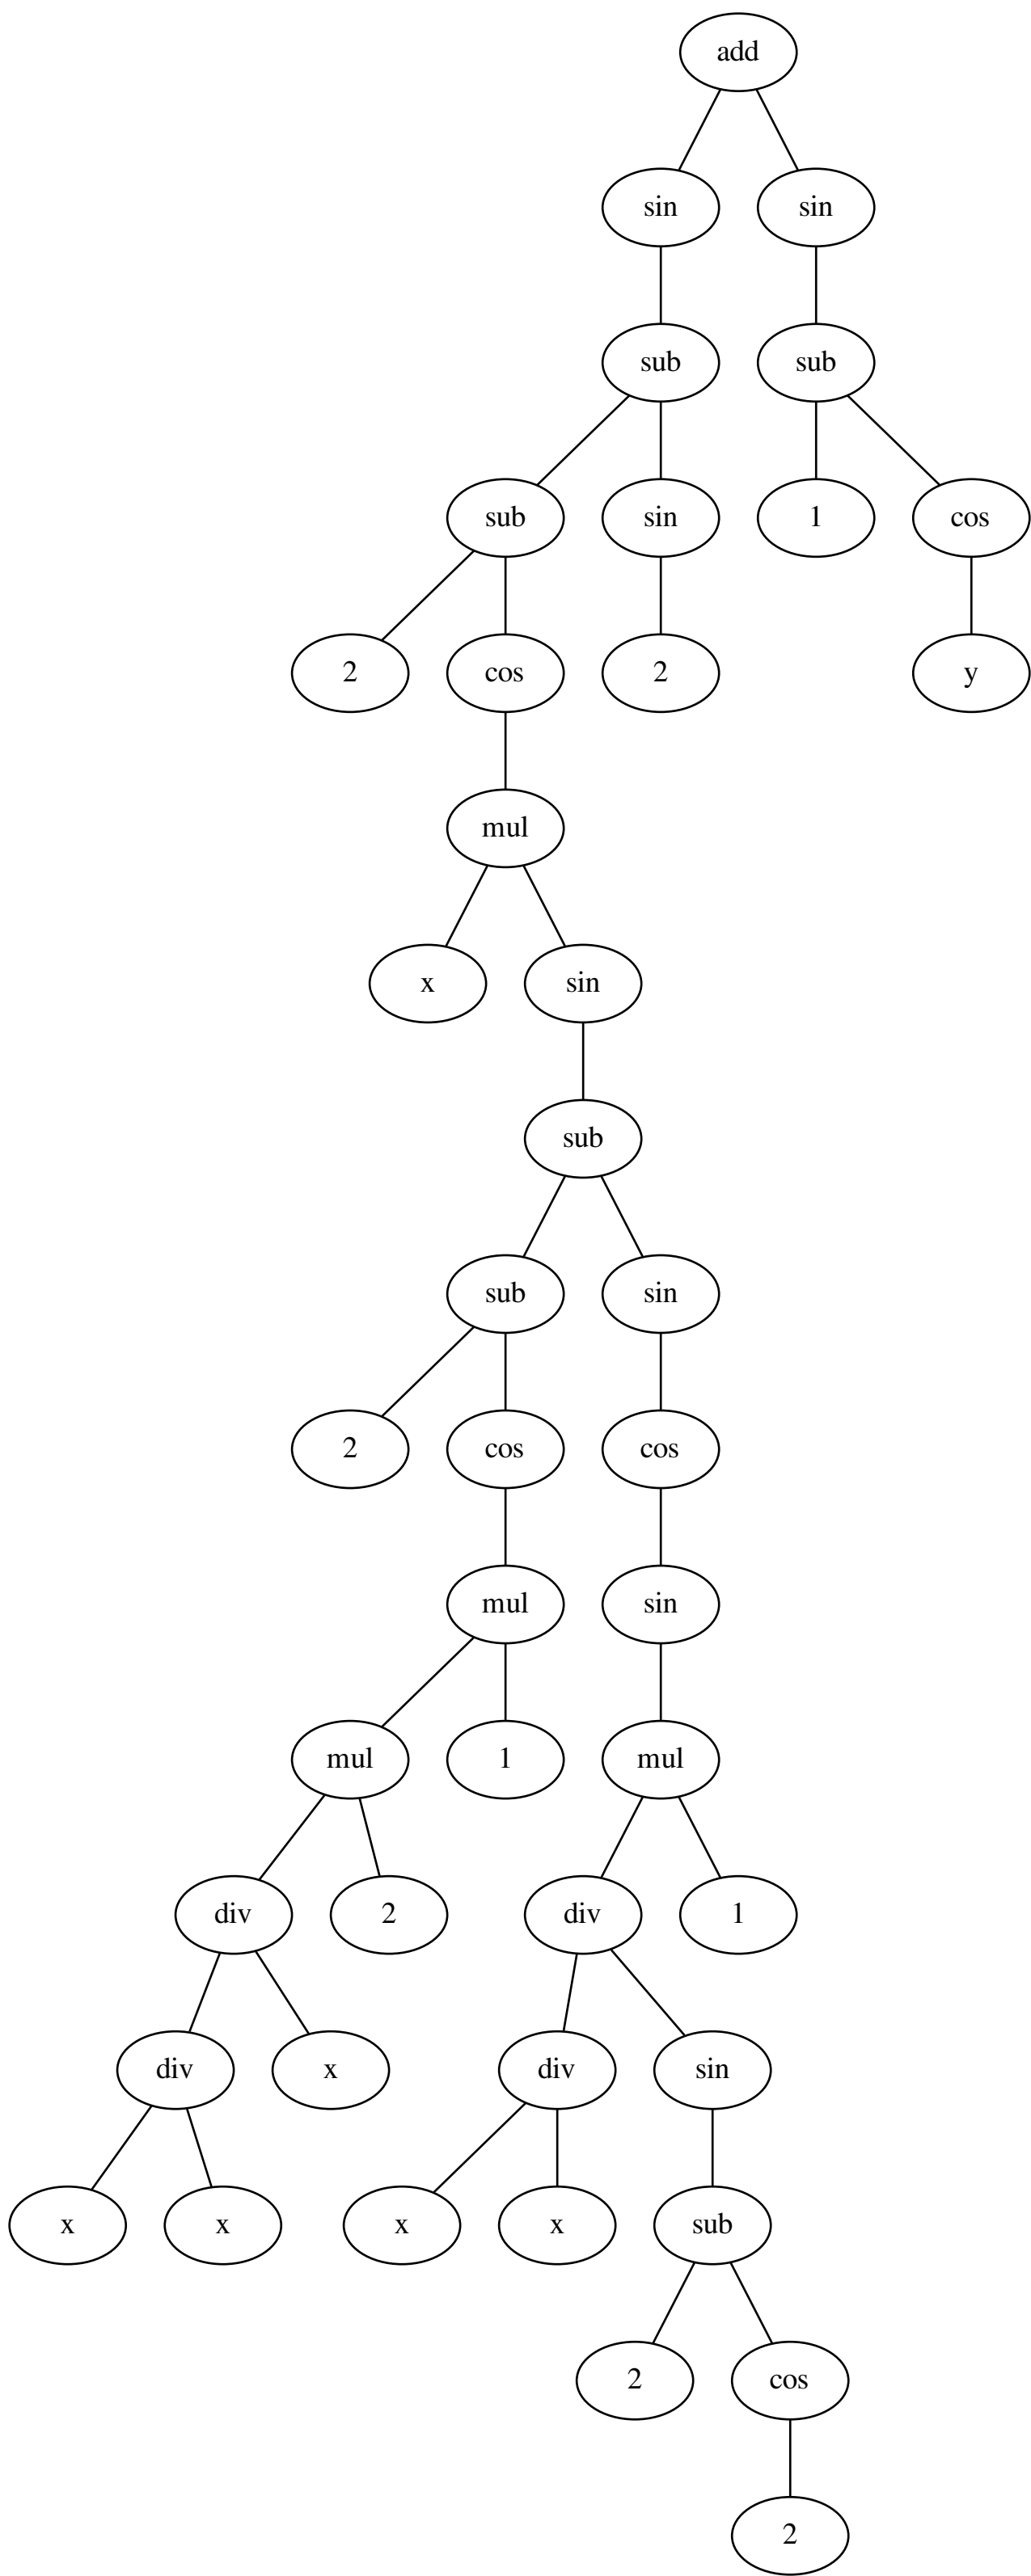 add
sin sin
sub sub
sub sin 1 cos
2 cos 2 y
mul
x sin
sub
sub sin
2 cos cos
mul sin
mul 1 mul
div 2 div 1
div x div sin
x x x x sub
2 cos
2